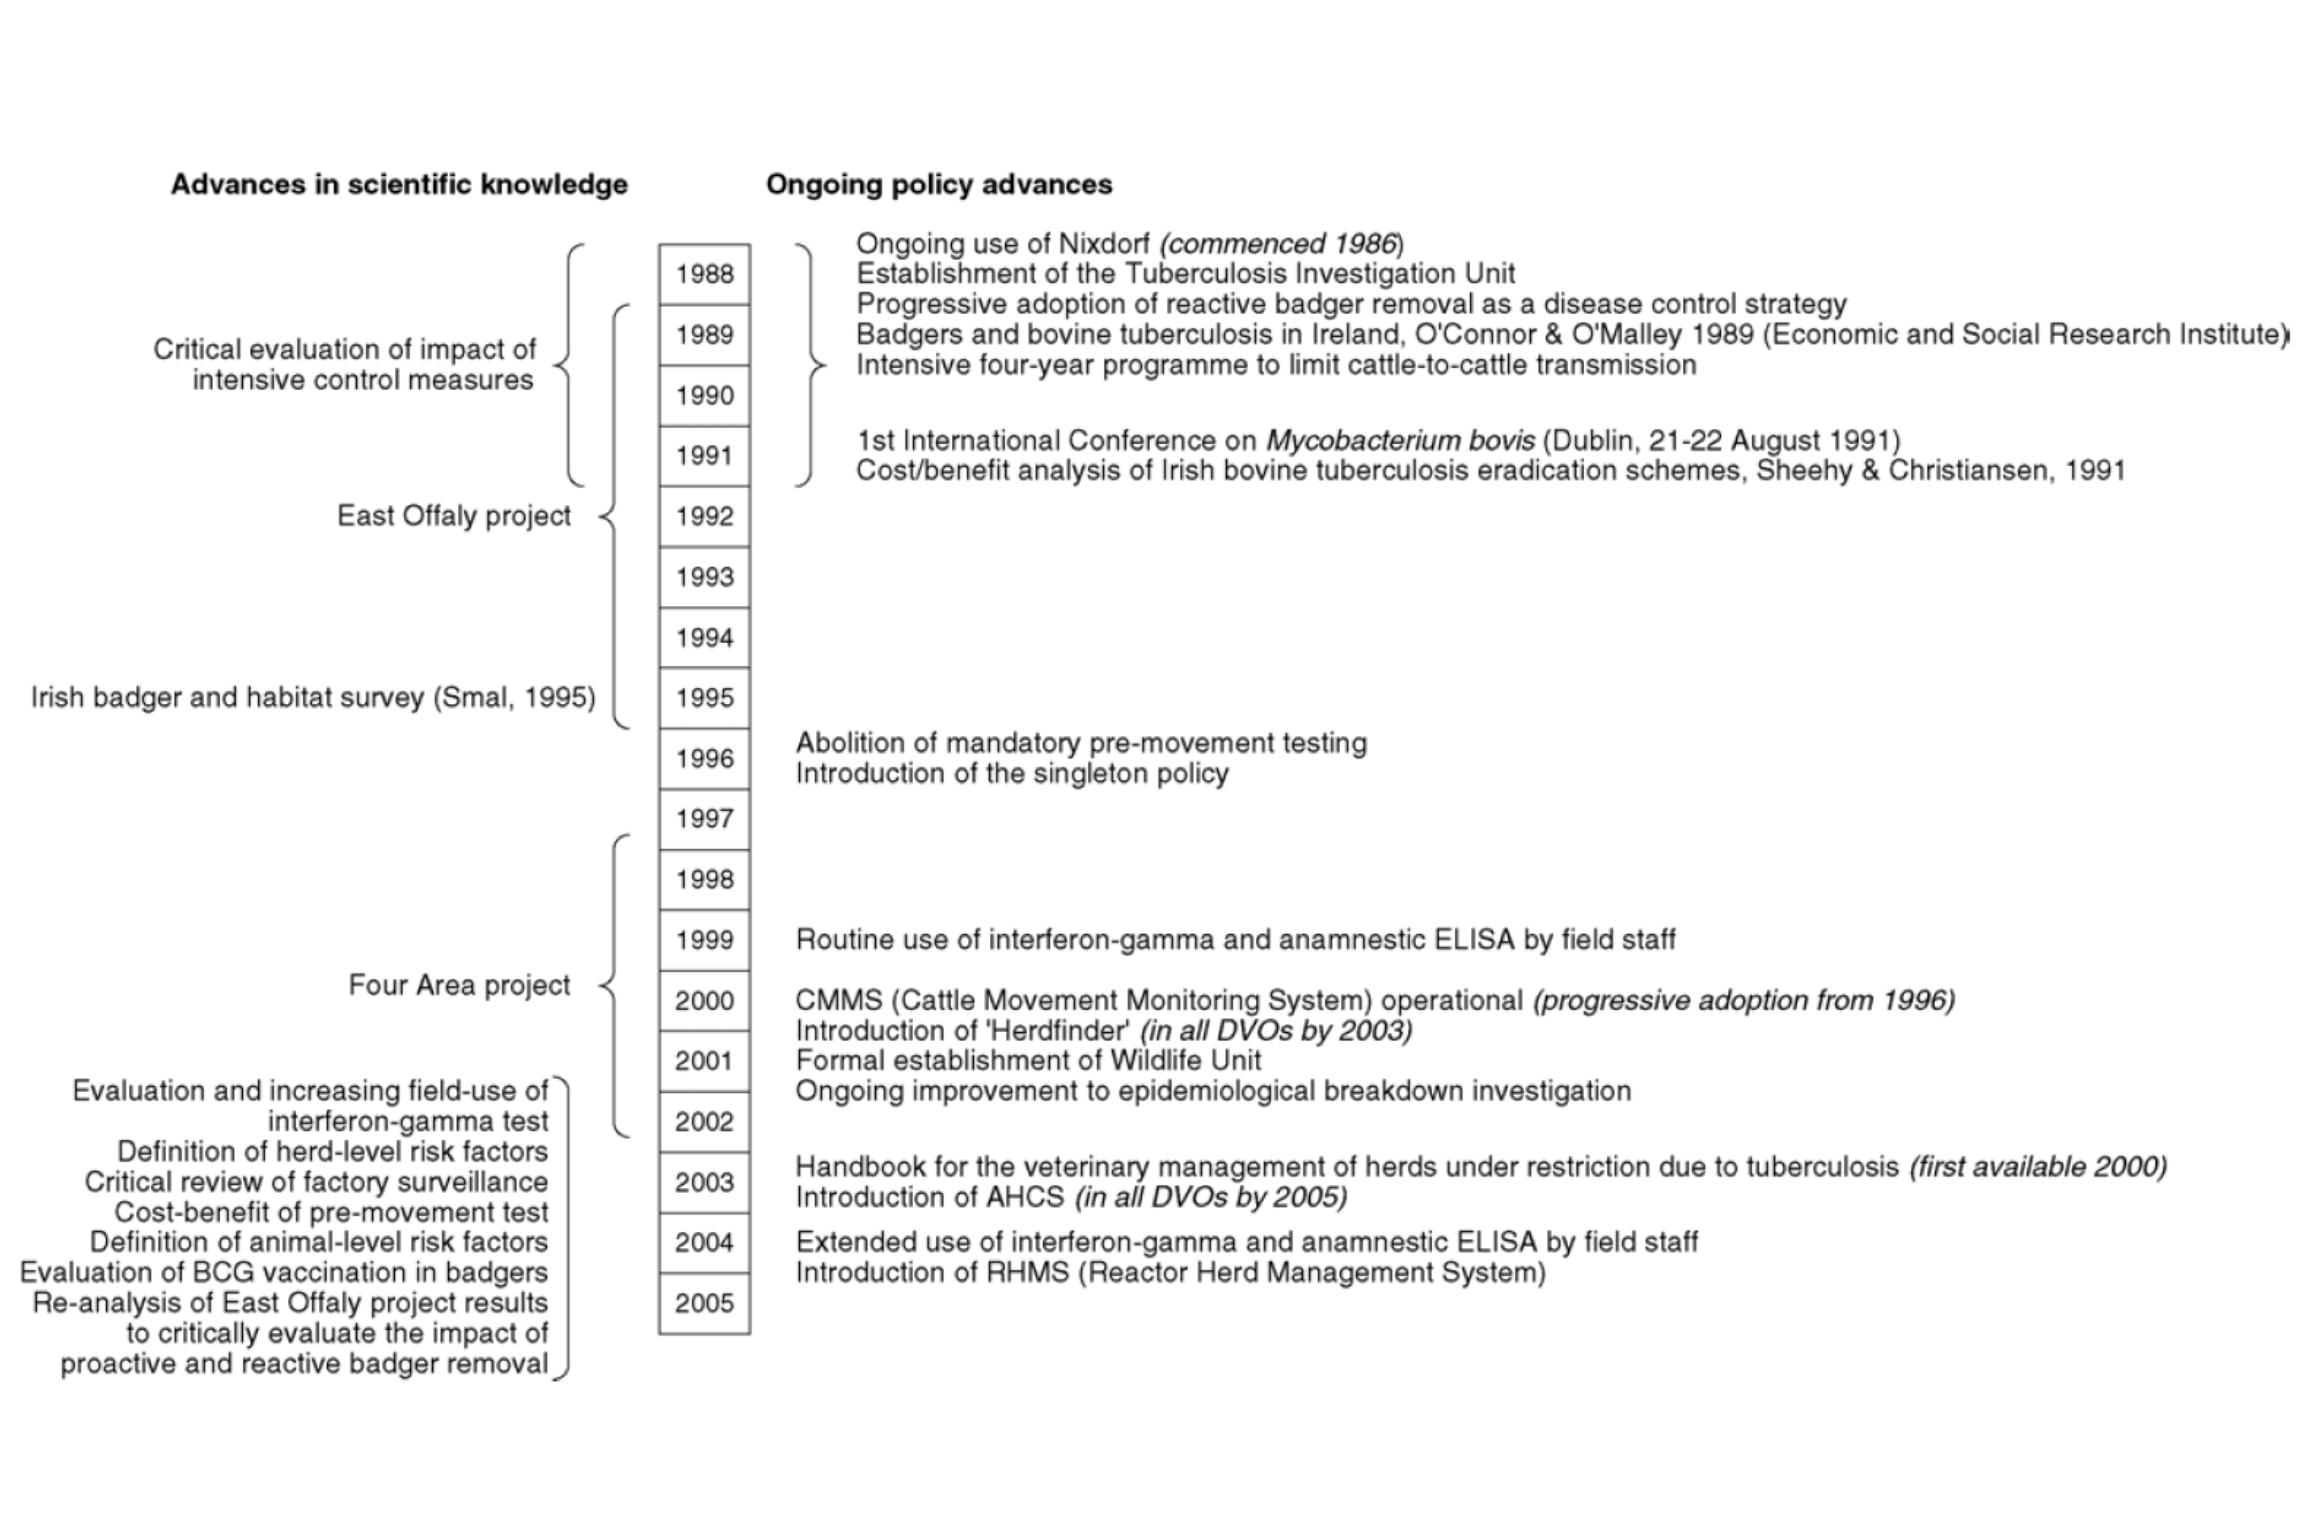 Advances in scientific knowledge
Ongoing policy advances
Critical evaluation of impact of
intensive control measures
East Offaly project
Irish badger and habitat survey (Smal, 1995)
Four Area project
Evaluation and increasing field-use of
interferon-gamma test
Definition of herd-level risk factors
Critical review of factory surveillance
Cost-benefit of pre-movement test
Definition of animal-level risk factors
Evaluation of BCG vaccination in badgers
Re-analysis of East Offaly project results
to critically evaluate the impact of
proactive and reactive badger removal
1988
1989
1990
1991
1992
1993
1994
1995
1996
1997
1998
1999
2000
2001
2002
2003
2004
2005
Ongoing use of Nixdorf (commenced 1986)
Establishment of the Tuberculosis Investigation Unit
Progressive adoption of reactive badger removal as a disease control strategy
Badgers and bovine tuberculosis in Ireland, O'Connor & O'Malley 1989 (Economic and Social Research Institute)
Intensive four-year programme to limit cattle-to-cattle transmission
1st International Conference on Mycobacterium bovis (Dublin, 21-22 August 1991)
Cost/benefit analysis of Irish bovine tuberculosis eradication schemes, Sheehy & Christiansen, 1991
Abolition of mandatory pre-movement testing
Introduction of the singleton policy
Routine use of interferon-gamma and anamnestic ELISA by field staff
CMMS (Cattle Movement Monitoring System) operational (progressive adoption from 1996)
Introduction of 'Herdfinder' (in all DVOs by 2003)
Formal establishment of Wildlife Unit
Ongoing improvement to epidemiological breakdown investigation
Handbook for the veterinary management of herds under restriction due to tuberculosis (first available 2000)
Introduction of AHCS (in all DVOs by 2005)
Extended use of interferon-gamma and anamnestic ELISA by field staff
Introduction of RHMS (Reactor Herd Management System)